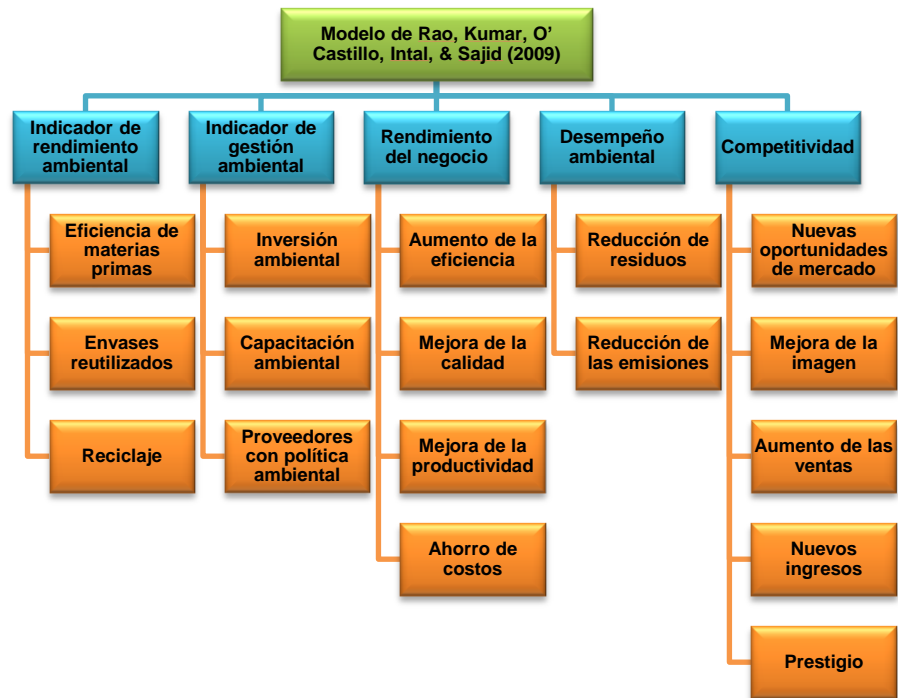 Modelo de Rao, Kumar, O’
Castillo, Intal, & Sajid (2009)
Indicador de
rendimiento
ambiental
Indicador de
gestión
ambiental
Rendimiento
del negocio
Desempeño
ambiental
Competitividad
Eficiencia de
materias
primas
Inversión
ambiental
Aumento de la
eficiencia
Reducción de
residuos
Nuevas
oportunidades
de mercado
Envases
reutilizados
Capacitación
ambiental
Mejora de la
calidad
Reducción de
las emisiones
Mejora de la
imagen
Reciclaje
Proveedores
con política
ambiental
Mejora de la
productividad
Aumento de las
ventas
Ahorro de
costos
Nuevos
ingresos
Prestigio